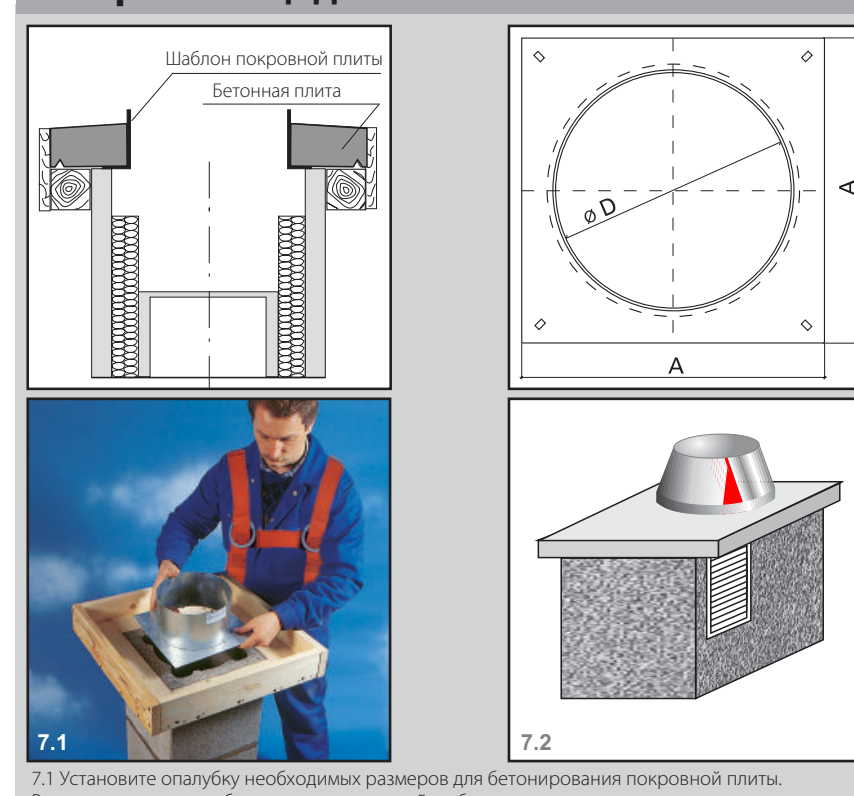 Шаблон покровной плиты
Бетонная плита
ø D
A
A
7.1
7.2
7.1 Установите опалубку необходимых размеров для бетонирования покровной плиты.